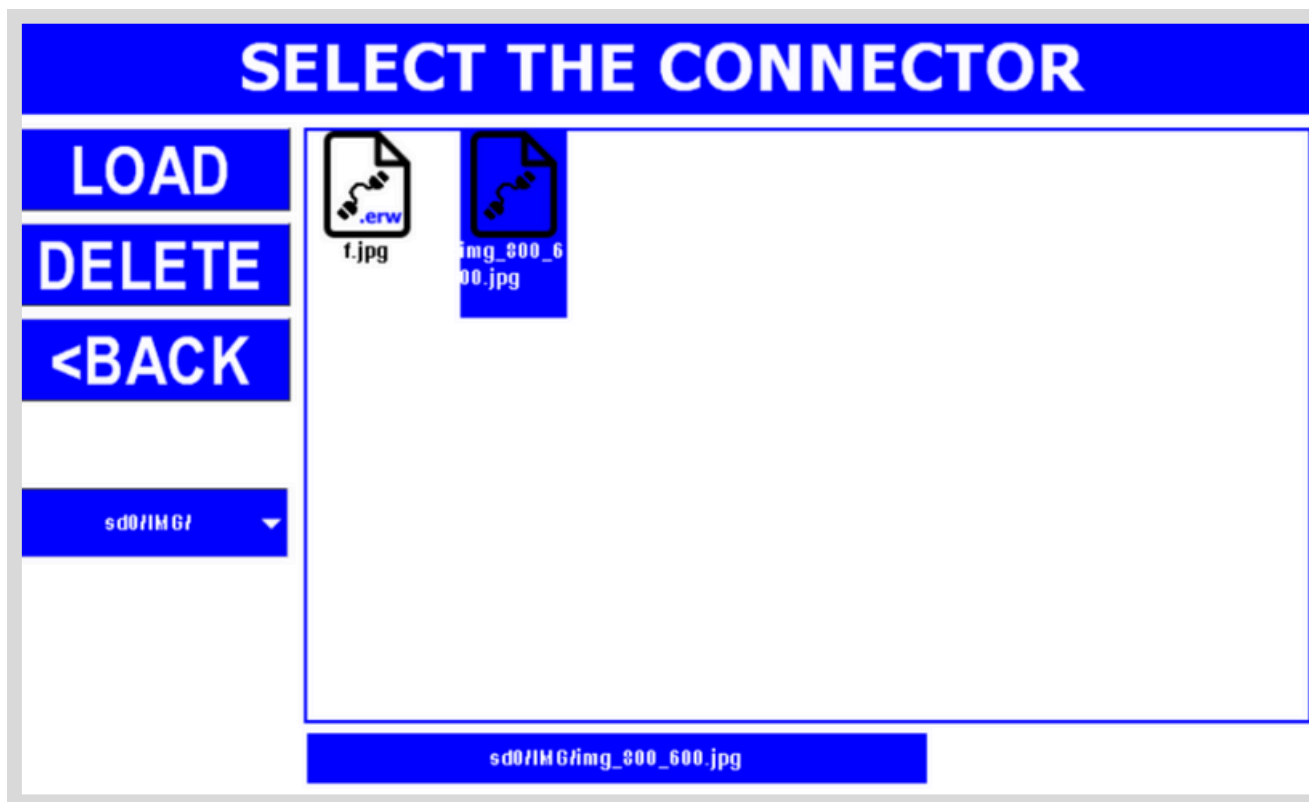 SELECT THE CONNECTOR
LOAD
DELETE
<BACK
sd0/IMG/
.erw
f.jpg
img_800_6
00.jpg
sd0/IMG/img_800_600.jpg